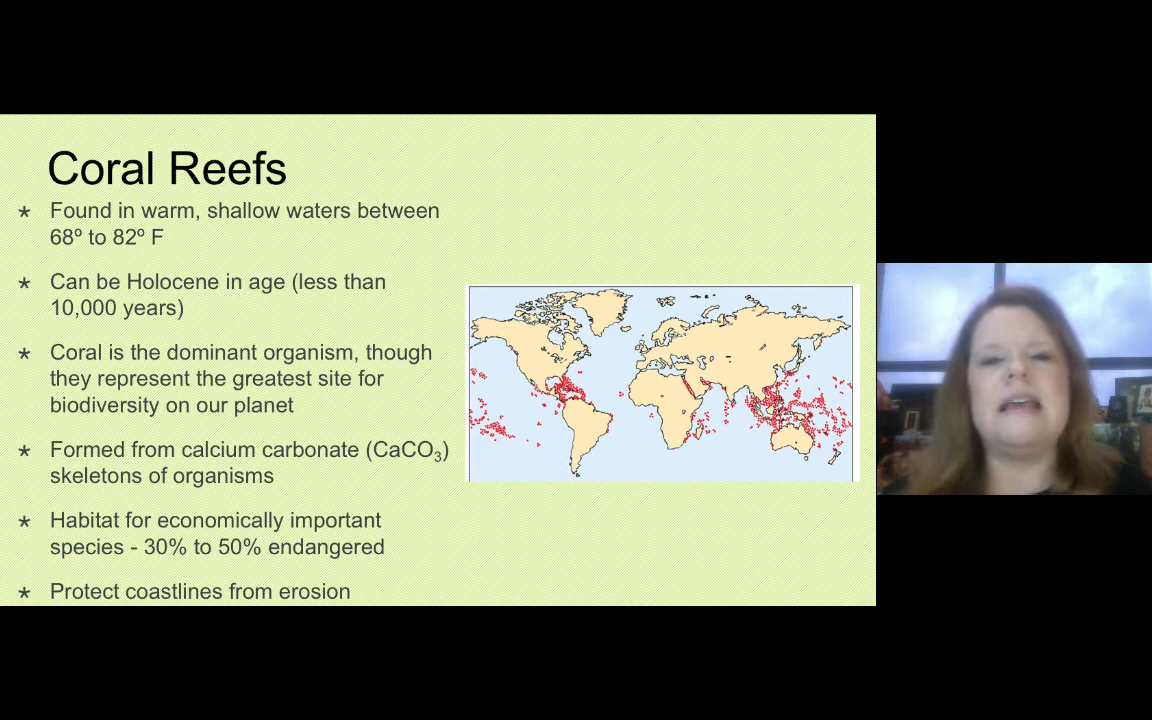 Coral Reefs
* Found in warm, shallow waters between
68º to 82º F
* Can be Holocene in age (less than
10,000 years)
* Coral is the dominant organism, though
they represent the greatest site for
biodiversity on our planet
* Formed from calcium carbonate (CaCO₃)
skeletons of organisms
* Habitat for economically important
species - 30% to 50% endangered
* Protect coastlines from erosion